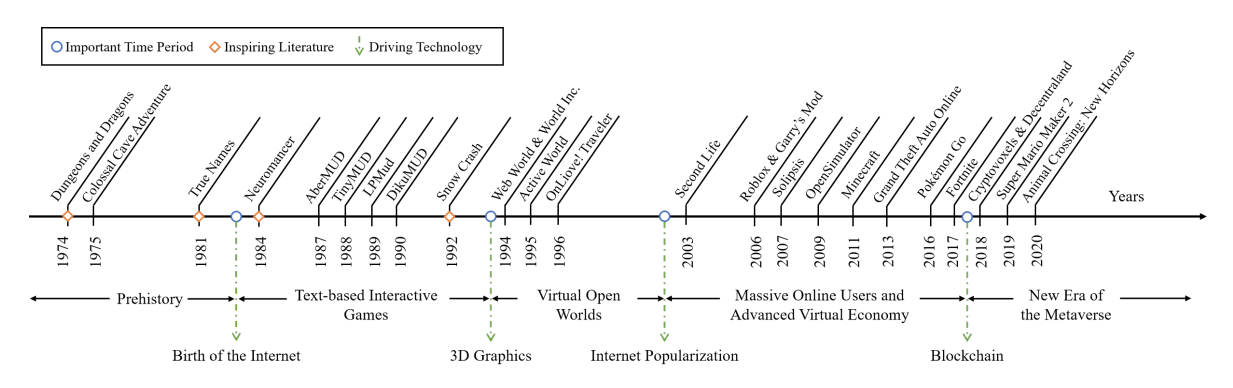 Important Time Period
Inspiring Literature
Driving Technology
Dungeons and Dragons
Colossal Cave Adventure
True Names
Neuromancer
AberMUD
TinyMUD
LPMud
DikuMUD
Snow Crash
Web World & World Inc.
Active World
OnLiove! Traveler
Second Life
Roblox & Garry's Mod
Solipsis
OpenSimulator
Minecraft
Grand Theft Auto Online
Pokémon Go
Fortnite
Cryptovoxels & Decentraland
Super Mario Maker 2
Animal Crossing: New Horizons
Years
1974
1975
1981
1984
1987
1988
1989
1990
1992
1994
1995
1996
2003
2006
2007
2009
2011
2013
2016
2017
2018
2019
2020
Prehistory
Text-based Interactive
Games
Virtual Open
Worlds
Massive Online Users and
Advanced Virtual Economy
New Era of
the Metaverse
Birth of the Internet
3D Graphics
Internet Popularization
Blockchain